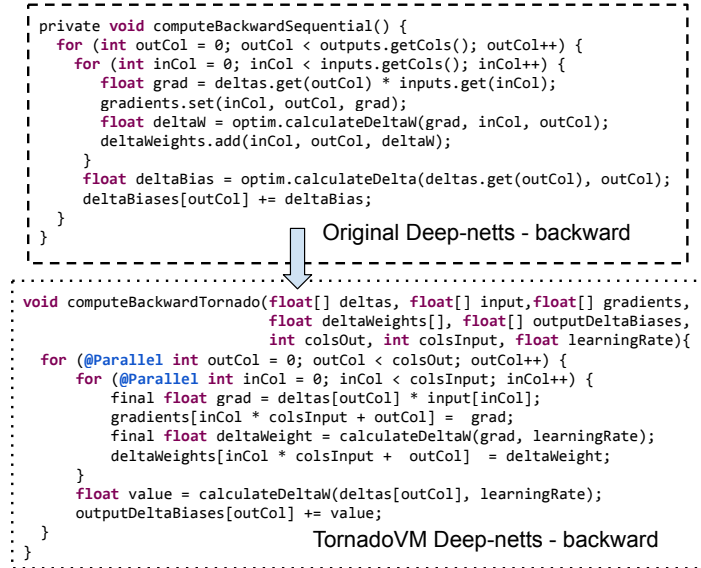 private void computeBackwardSequential() {
for (int outCol = 0; outCol < outputs.getCols(); outCol++) {
for (int inCol = 0; inCol < inputs.getCols(); inCol++) {
float grad = deltas.get(outCol) * inputs.get(inCol);
gradients.set(inCol, outCol, grad);
float deltaW = optim.calculateDeltaW(grad, inCol, outCol);
deltaWeights.add(inCol, outCol, deltaW);
}
float deltaBias = optim.calculateDelta(deltas.get(outCol), outCol);
deltaBiases[outCol] += deltaBias;
}
}
Original Deep-netts - backward
void computeBackwardTornado(float[] deltas, float[] input,float[] gradients,
float deltaWeights[], float[] outputDeltaBiases,
int colsOut, int colsInput, float learningRate){
for (@Parallel int outCol = 0; outCol < colsOut; outCol++) {
for (@Parallel int inCol = 0; inCol < colsInput; inCol++) {
final float grad = deltas[outCol] * input[inCol];
gradients[inCol * colsInput + outCol] = grad;
final float deltaWeight = calculateDeltaW(grad, learningRate);
deltaWeights[inCol * colsInput + outCol] = deltaWeight;
}
float value = calculateDeltaW(deltas[outCol], learningRate);
outputDeltaBiases[outCol] += value;
}
}
TornadoVM Deep-netts - backward